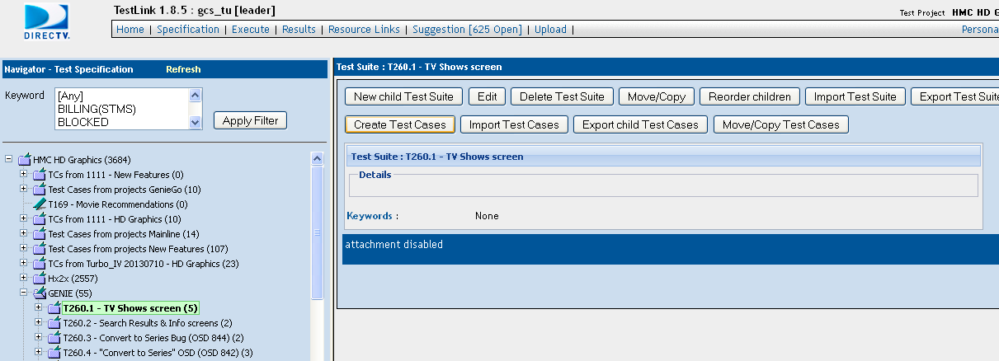 TestLink 1.8.5 : gcs_tu [leader]
Test Project HMC HD G
DIRECTV.
Home | Specification | Execute | Results | Resource Links | Suggestion [625 Open] | Upload |
Persona
Navigator - Test Specification Refresh
Keyword
[Any]
BILLING(STMS)
BLOCKED
Apply Filter
HMC HD Graphics (3684)
TCs from 1111 - New Features (0)
Test Cases from projects GenieGo (10)
T169 - Movie Recommendations (0)
TCs from 1111 - HD Graphics (10)
Test Cases from projects Mainline (14)
Test Cases from projects New Features (107)
TCs from Turbo_IV 20130710 - HD Graphics (23)
Hx2x (2557)
GENIE (55)
T260.1 - TV Shows screen (5)
T260.2 - Search Results & Info screens (2)
T260.3 - Convert to Series Bug (OSD 844) (2)
T260.4 - "Convert to Series" OSD (OSD 842) (3)
Test Suite : T260.1 - TV Shows screen
New child Test Suite Edit Delete Test Suite Move/Copy Reorder children Import Test Suite Export Test Suite
Create Test Cases Import Test Cases Export child Test Cases Move/Copy Test Cases
Test Suite : T260.1 - TV Shows screen
Details
Keywords : None
attachment disabled